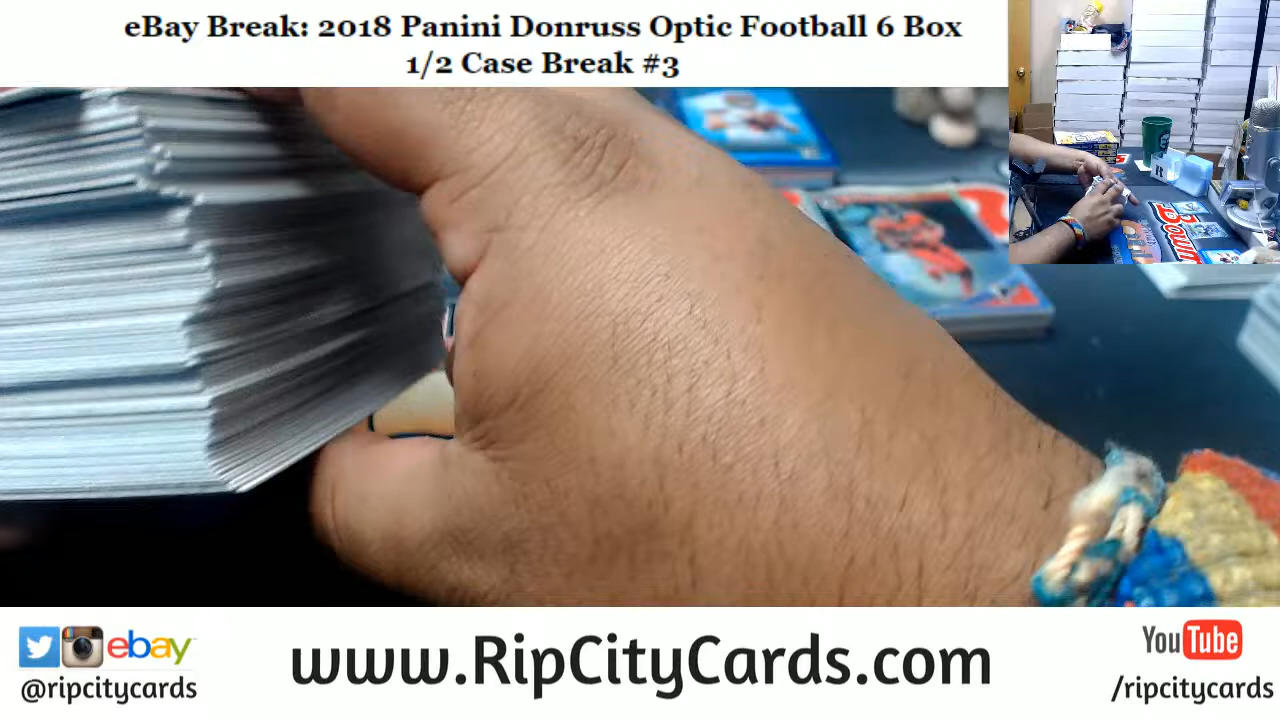 eBay Break: 2018 Panini Donruss Optic Football 6 Box
1/2 Case Break #3
Bowm
ebay
@ripcitycards
www.RipCityCards.com
YouTube
/ripcitycards